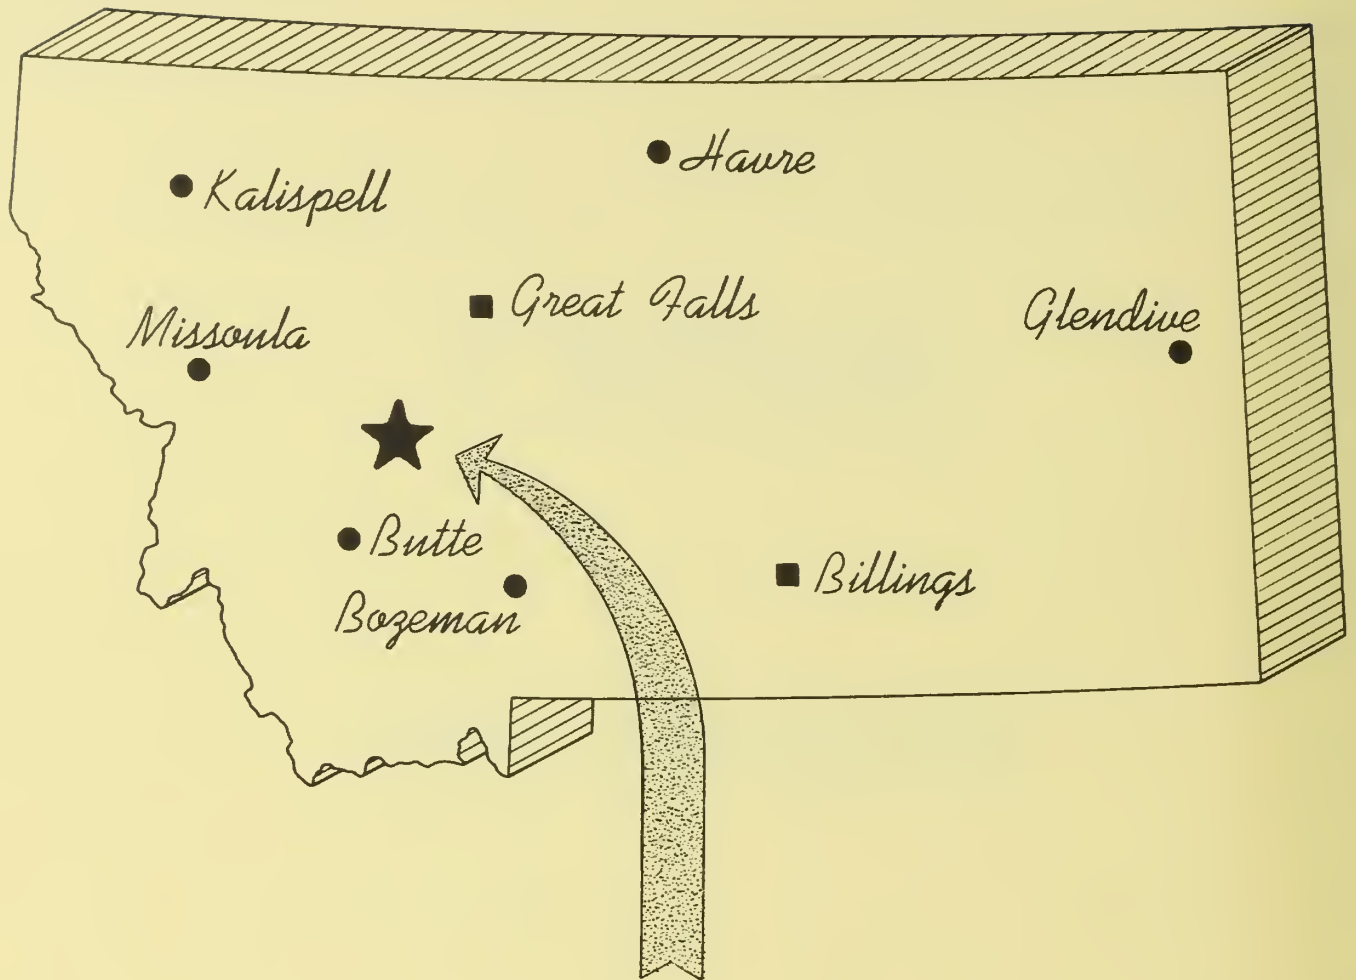 Havre
Kalispell
Great Falls
Glendive
Missoula
Butte
Billings
Bozeman